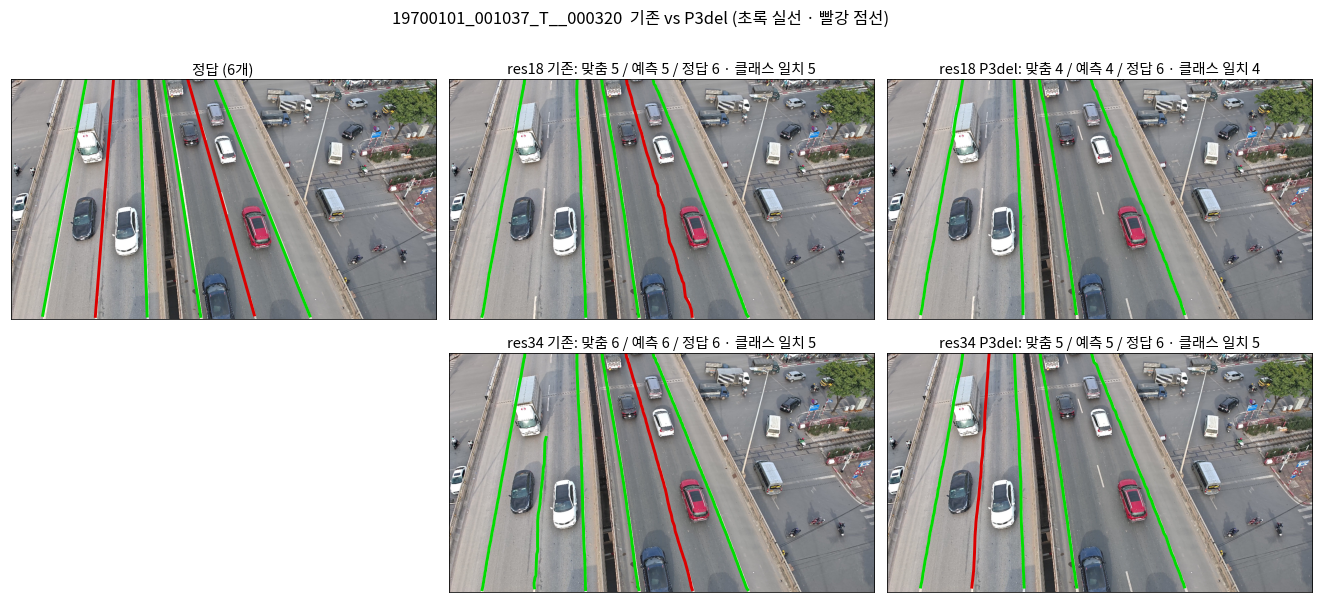 19700101_001037_T__000320 기존 vs P3del (초록 실선 · 빨강 점선)
정답 (6개)
res18 기존: 맞춤 5 / 예측 5 / 정답 6 · 클래스 일치 5
res18 P3del: 맞춤 4 / 예측 4 / 정답 6 · 클래스 일치 4
res34 기존: 맞춤 6 / 예측 6 / 정답 6 · 클래스 일치 5
res34 P3del: 맞춤 5 / 예측 5 / 정답 6 · 클래스 일치 5